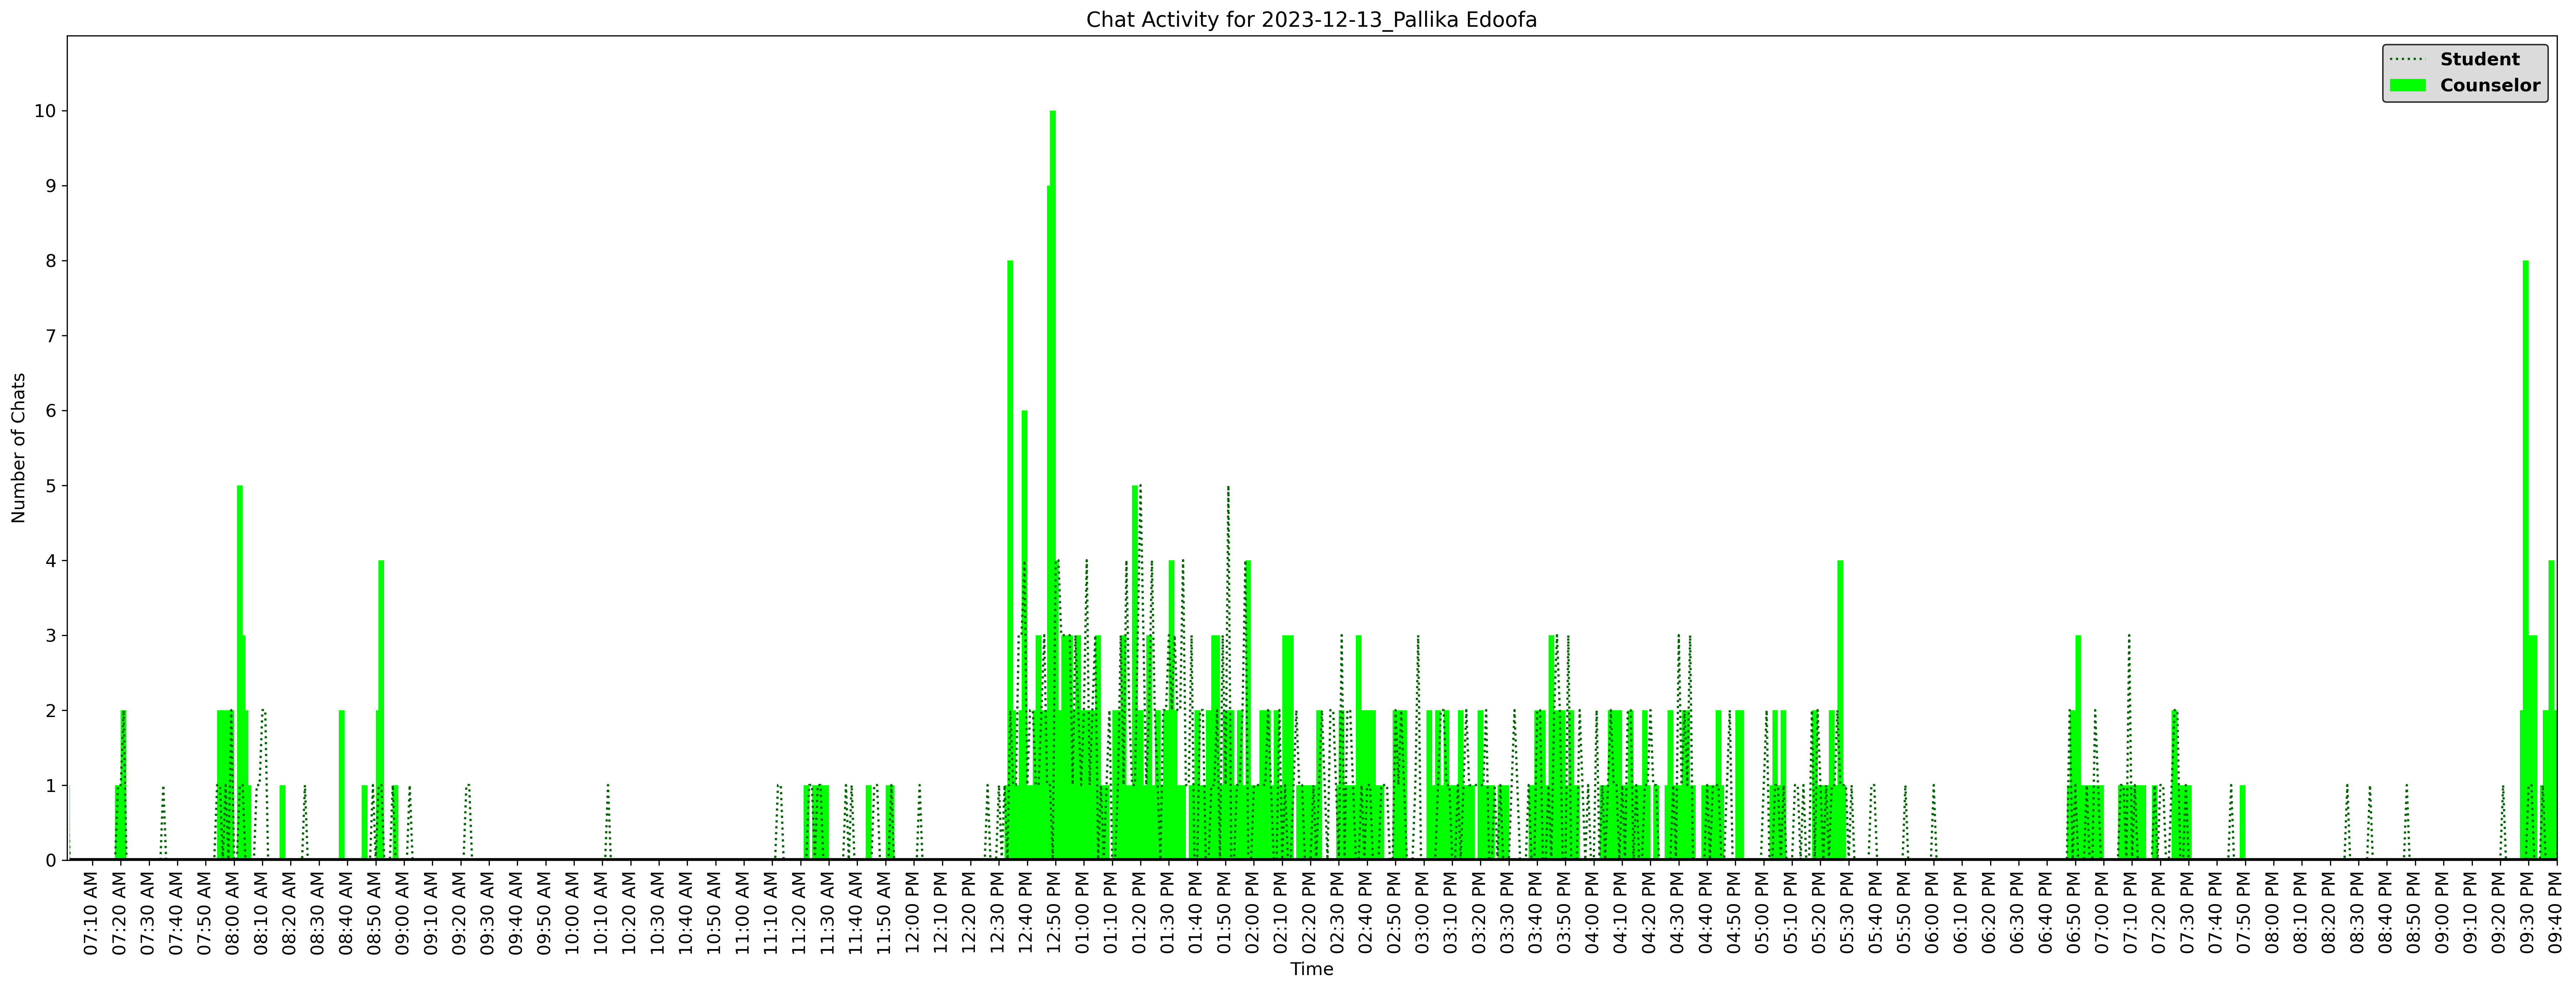 Chat Activity for 2023-12-13_Pallika Edoofa
Student
Counselor
Number of Chats
10
9
8
7
6
5
4
3
2
1
0
07:10 AM
07:20 AM
07:30 AM
07:40 AM
07:50 AM
08:00 AM
08:10 AM
08:20 AM
08:30 AM
08:40 AM
08:50 AM
09:00 AM
09:10 AM
09:20 AM
09:30 AM
09:40 AM
09:50 AM
10:00 AM
10:10 AM
10:20 AM
10:30 AM
10:40 AM
10:50 AM
11:00 AM
11:10 AM
11:20 AM
11:30 AM
11:40 AM
11:50 AM
12:00 PM
12:10 PM
12:20 PM
12:30 PM
12:40 PM
12:50 PM
01:00 PM
01:10 PM
01:20 PM
01:30 PM
01:40 PM
01:50 PM
02:00 PM
02:10 PM
02:20 PM
02:30 PM
02:40 PM
02:50 PM
03:00 PM
03:10 PM
03:20 PM
03:30 PM
03:40 PM
03:50 PM
04:00 PM
04:10 PM
04:20 PM
04:30 PM
04:40 PM
04:50 PM
05:00 PM
05:10 PM
05:20 PM
05:30 PM
05:40 PM
05:50 PM
06:00 PM
06:10 PM
06:20 PM
06:30 PM
06:40 PM
06:50 PM
07:00 PM
07:10 PM
07:20 PM
07:30 PM
07:40 PM
07:50 PM
08:00 PM
08:10 PM
08:20 PM
08:30 PM
08:40 PM
08:50 PM
09:00 PM
09:10 PM
09:20 PM
09:30 PM
09:40 PM
Time